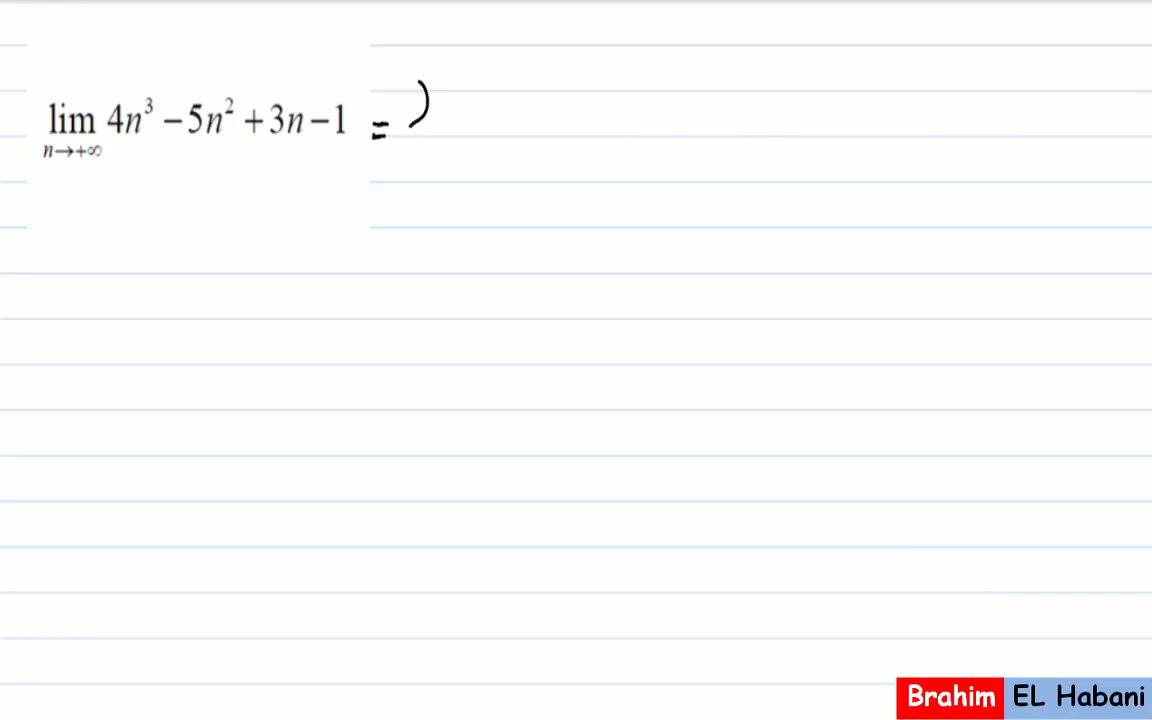 lim 4n³ − 5n² + 3n − 1 =
n→+∞
Brahim EL Habani